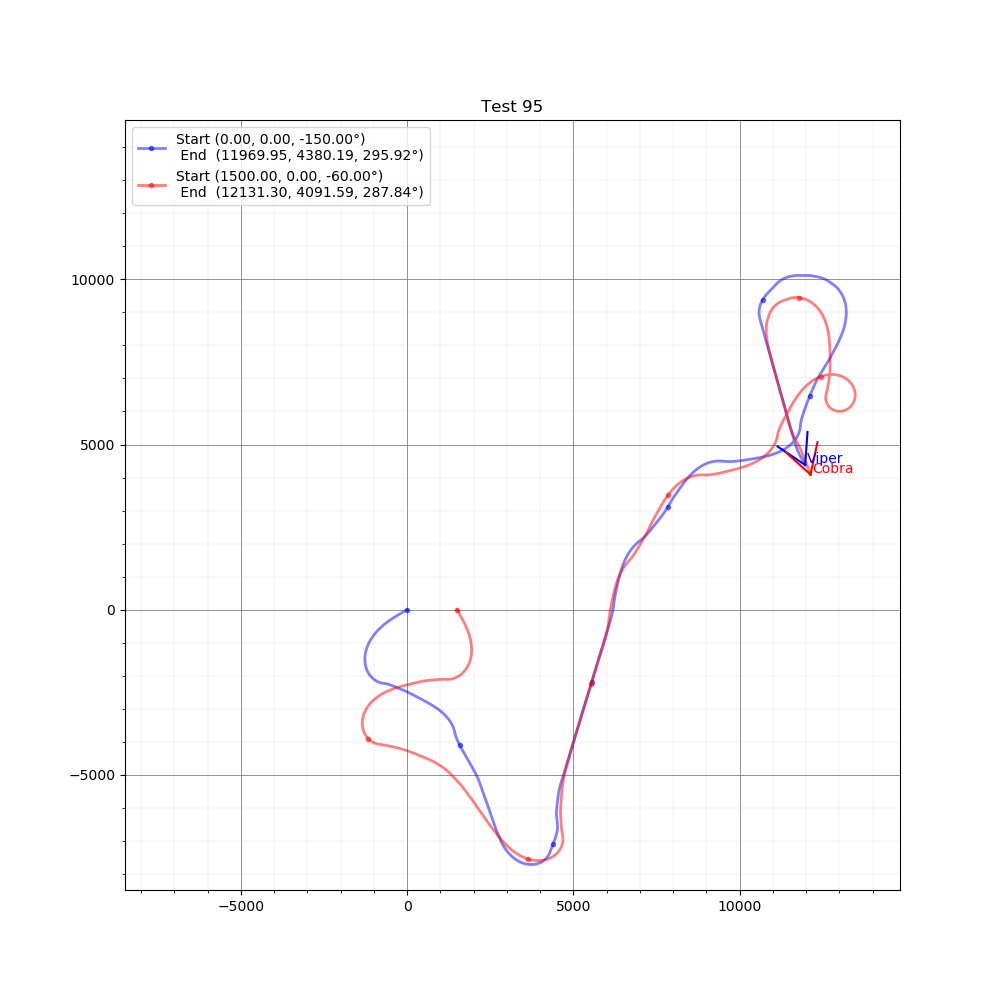 Test 95
Start (0.00, 0.00, -150.00°)
End (11969.95, 4380.19, 295.92°)
Start (1500.00, 0.00, -60.00°)
End (12131.30, 4091.59, 287.84°)
10000
5000
0
−5000
Viper
Cobra
−5000
0
5000
10000